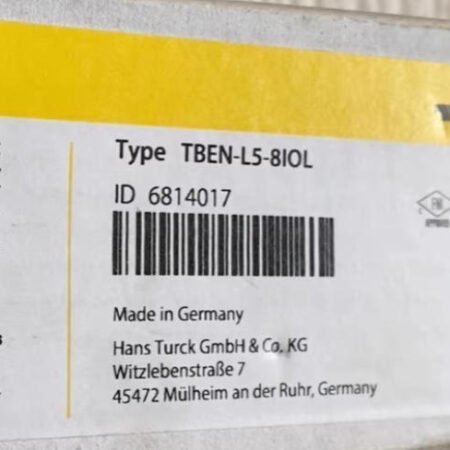 Type TBEN-L5-8IOL
ID 6814017
Made in Germany
Hans Turck GmbH & Co. KG
Witzlebenstraße 7
45472 Mülheim an der Ruhr, Germany